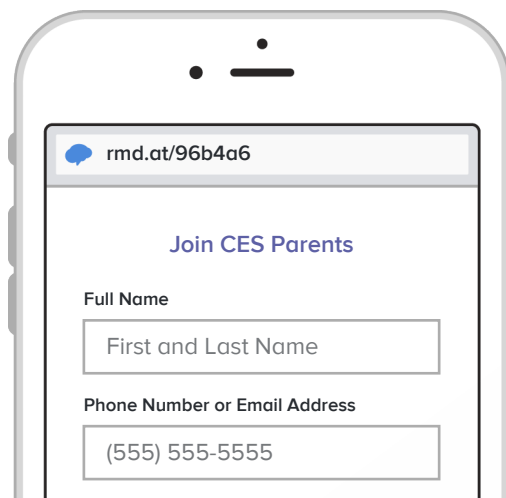 rmd.at/96b4a6
Join CES Parents
Full Name
First and Last Name
Phone Number or Email Address
(555) 555-5555